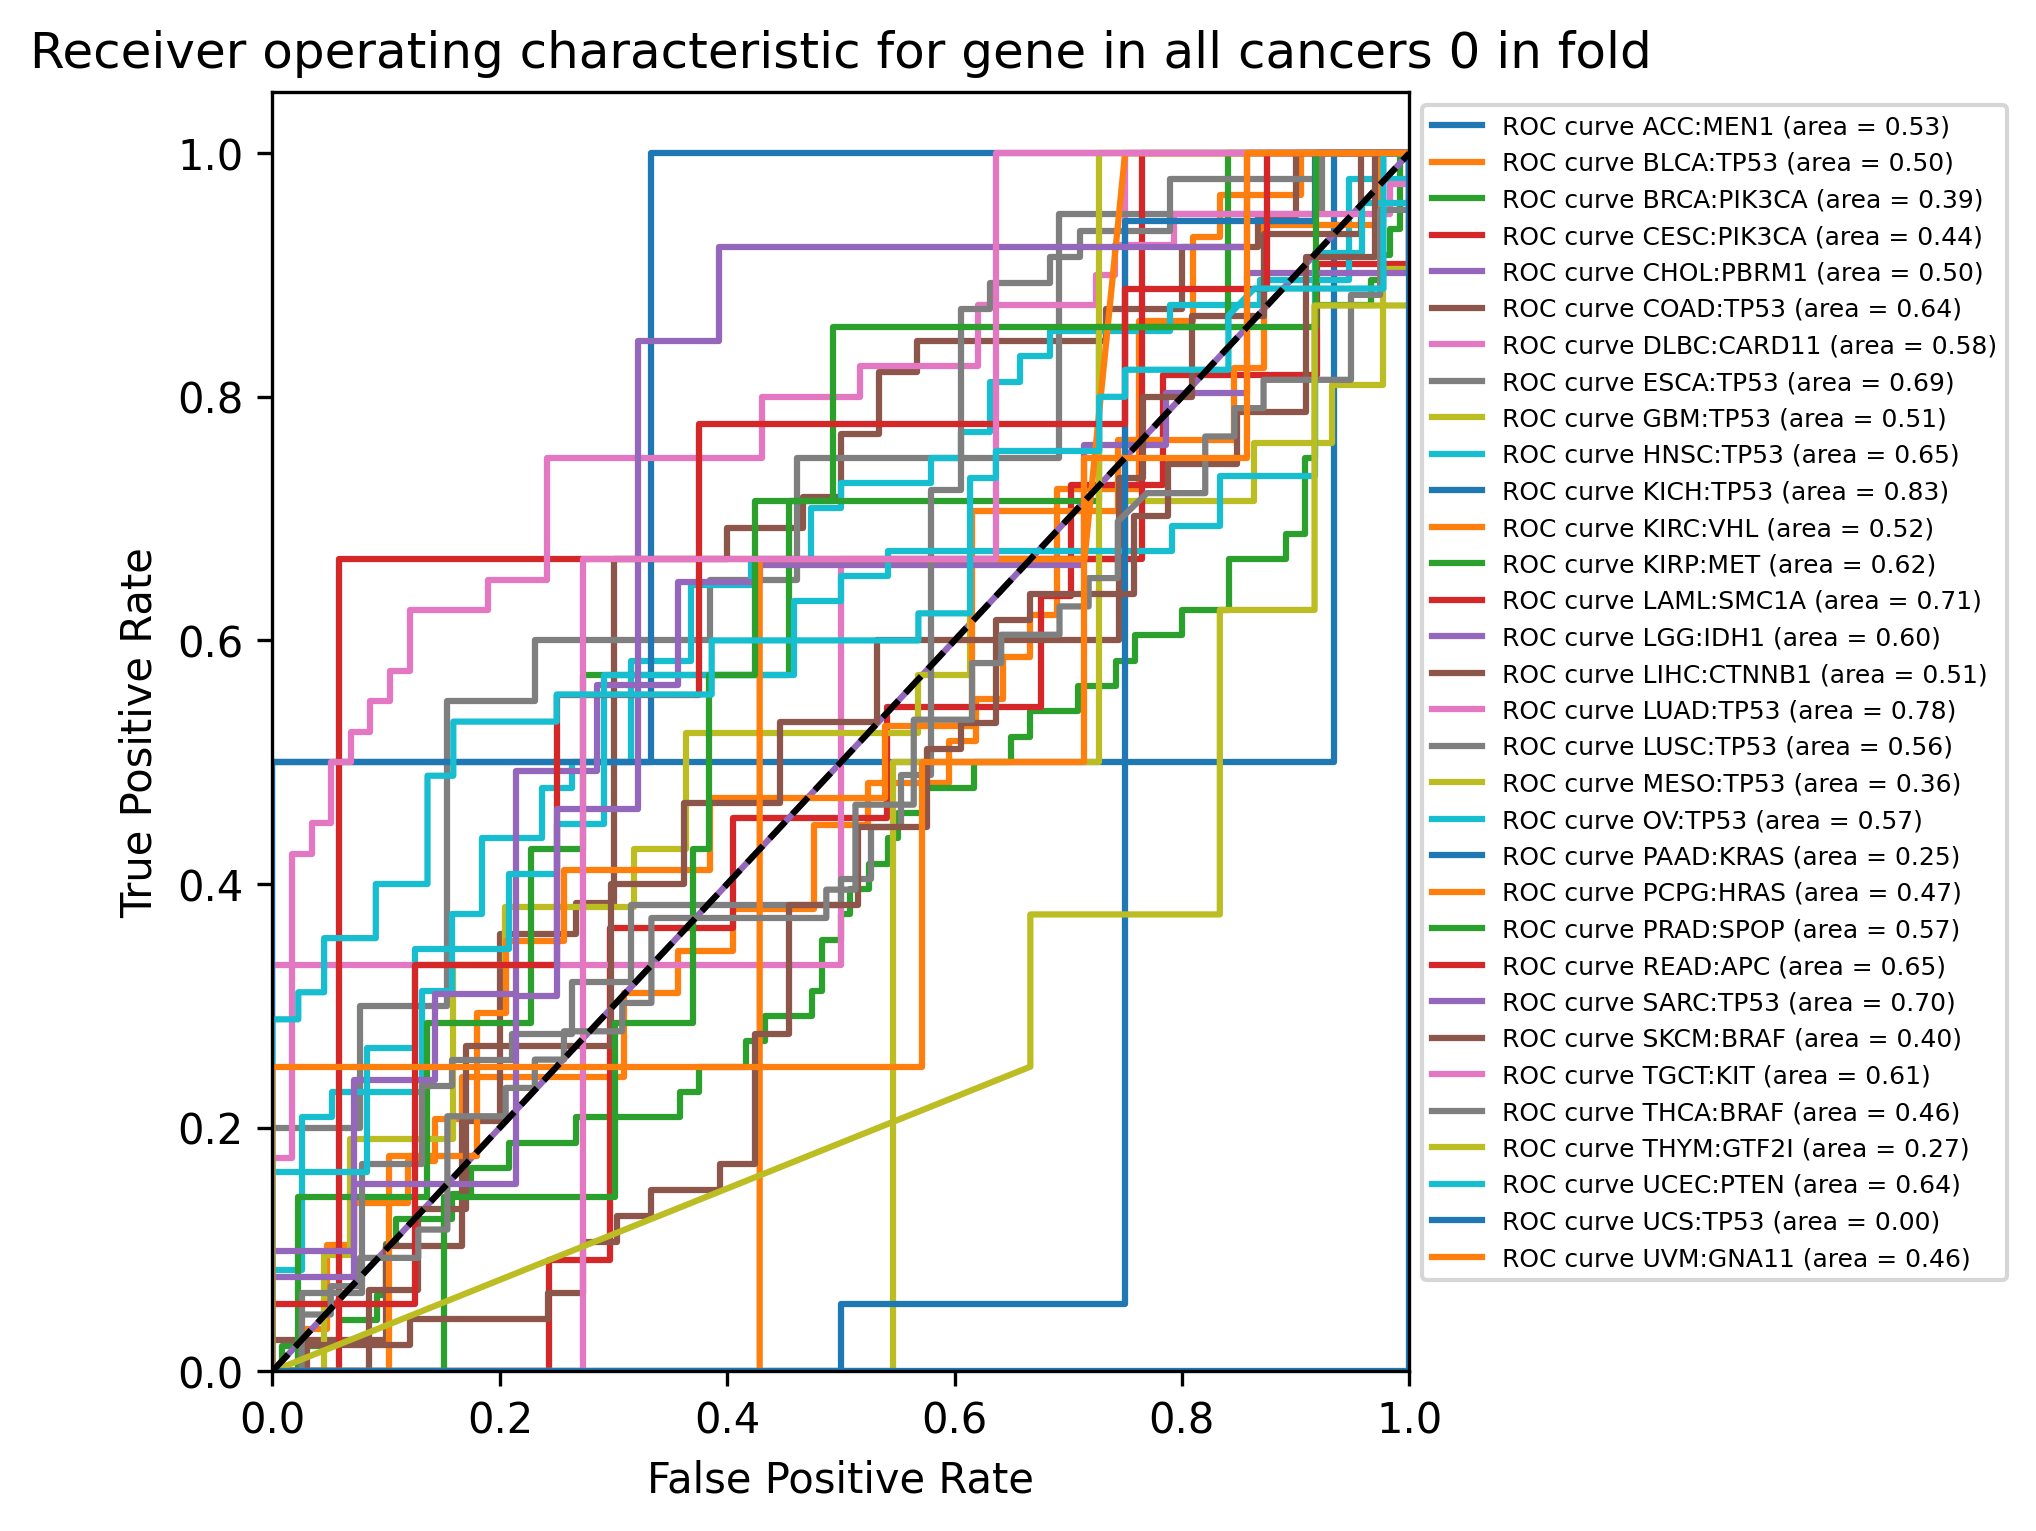 Receiver operating characteristic for gene in all cancers 0 in fold
1.0
0.8
0.6
0.4
0.2
0.0
True Positive Rate
0.0 0.2 0.4 0.6 0.8 1.0
False Positive Rate
ROC curve ACC:MEN1 (area = 0.53)
ROC curve BLCA:TP53 (area = 0.50)
ROC curve BRCA:PIK3CA (area = 0.39)
ROC curve CESC:PIK3CA (area = 0.44)
ROC curve CHOL:PBRM1 (area = 0.50)
ROC curve COAD:TP53 (area = 0.64)
ROC curve DLBC:CARD11 (area = 0.58)
ROC curve ESCA:TP53 (area = 0.69)
ROC curve GBM:TP53 (area = 0.51)
ROC curve HNSC:TP53 (area = 0.65)
ROC curve KICH:TP53 (area = 0.83)
ROC curve KIRC:VHL (area = 0.52)
ROC curve KIRP:MET (area = 0.62)
ROC curve LAML:SMC1A (area = 0.71)
ROC curve LGG:IDH1 (area = 0.60)
ROC curve LIHC:CTNNB1 (area = 0.51)
ROC curve LUAD:TP53 (area = 0.78)
ROC curve LUSC:TP53 (area = 0.56)
ROC curve MESO:TP53 (area = 0.36)
ROC curve OV:TP53 (area = 0.57)
ROC curve PAAD:KRAS (area = 0.25)
ROC curve PCPG:HRAS (area = 0.47)
ROC curve PRAD:SPOP (area = 0.57)
ROC curve READ:APC (area = 0.65)
ROC curve SARC:TP53 (area = 0.70)
ROC curve SKCM:BRAF (area = 0.40)
ROC curve TGCT:KIT (area = 0.61)
ROC curve THCA:BRAF (area = 0.46)
ROC curve THYM:GTF2I (area = 0.27)
ROC curve UCEC:PTEN (area = 0.64)
ROC curve UCS:TP53 (area = 0.00)
ROC curve UVM:GNA11 (area = 0.46)